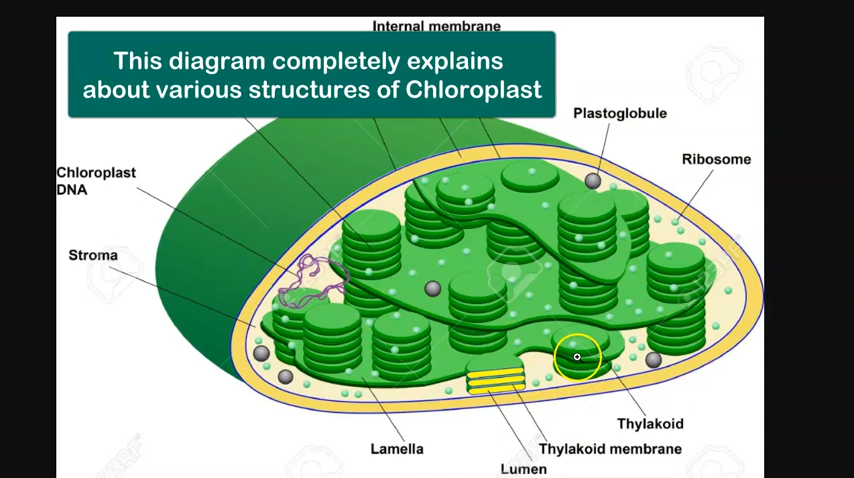 Internal membrane
This diagram completely explains
about various structures of Chloroplast
Plastoglobule
Ribosome
Chloroplast
DNA
Stroma
Thylakoid
Lamella
Thylakoid membrane
Lumen